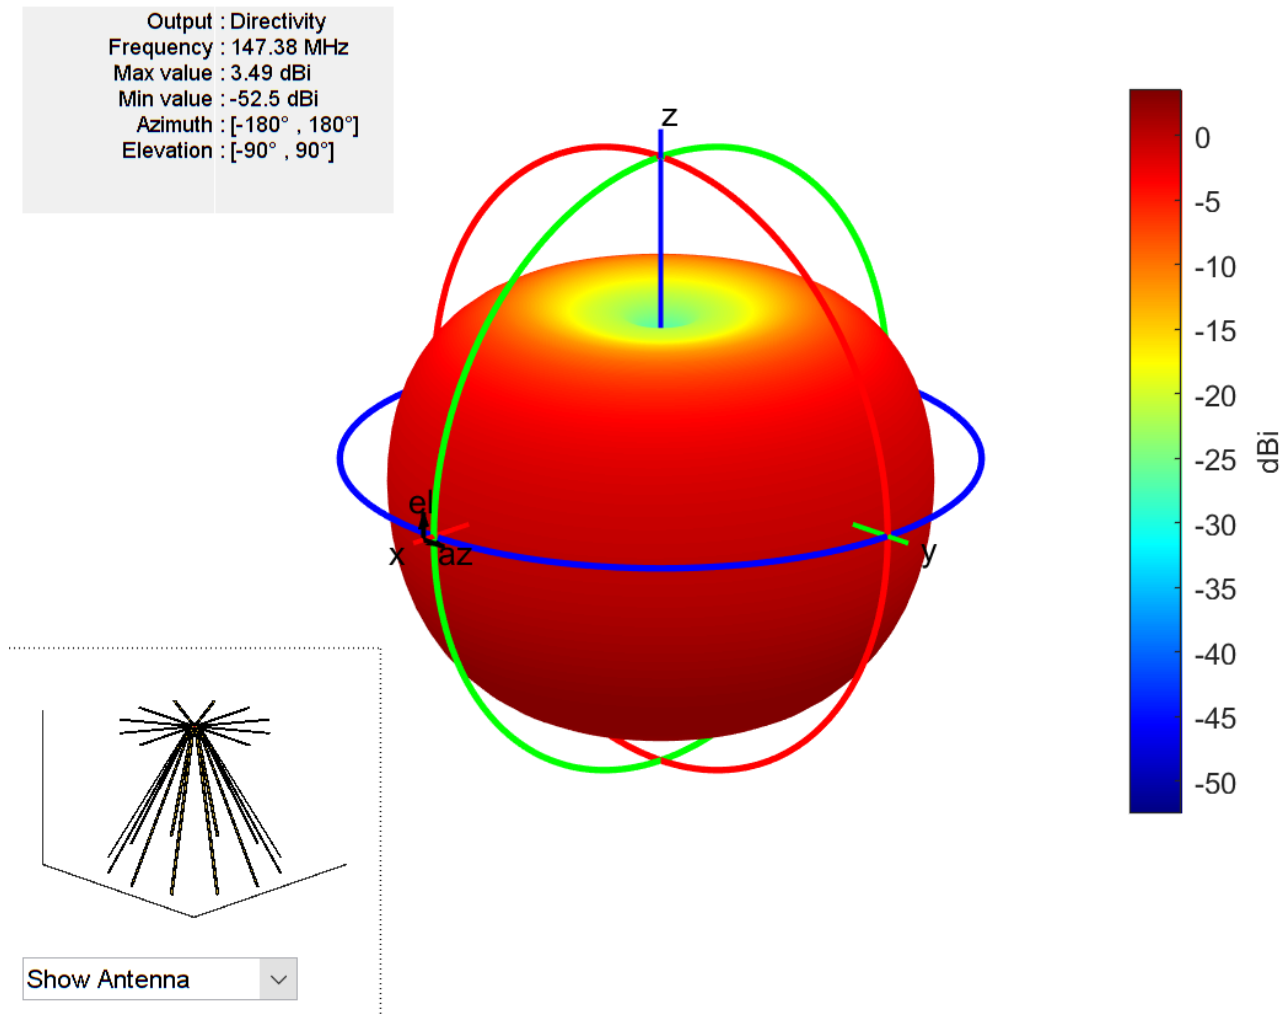 Output : Directivity
Frequency : 147.38 MHz
Max value : 3.49 dBi
Min value : -52.5 dBi
Azimuth : [-180° , 180°]
Elevation : [-90° , 90°]
z
el
x
az
y
0
-5
-10
-15
-20
-25
-30
-35
-40
-45
-50
dBi
Show Antenna